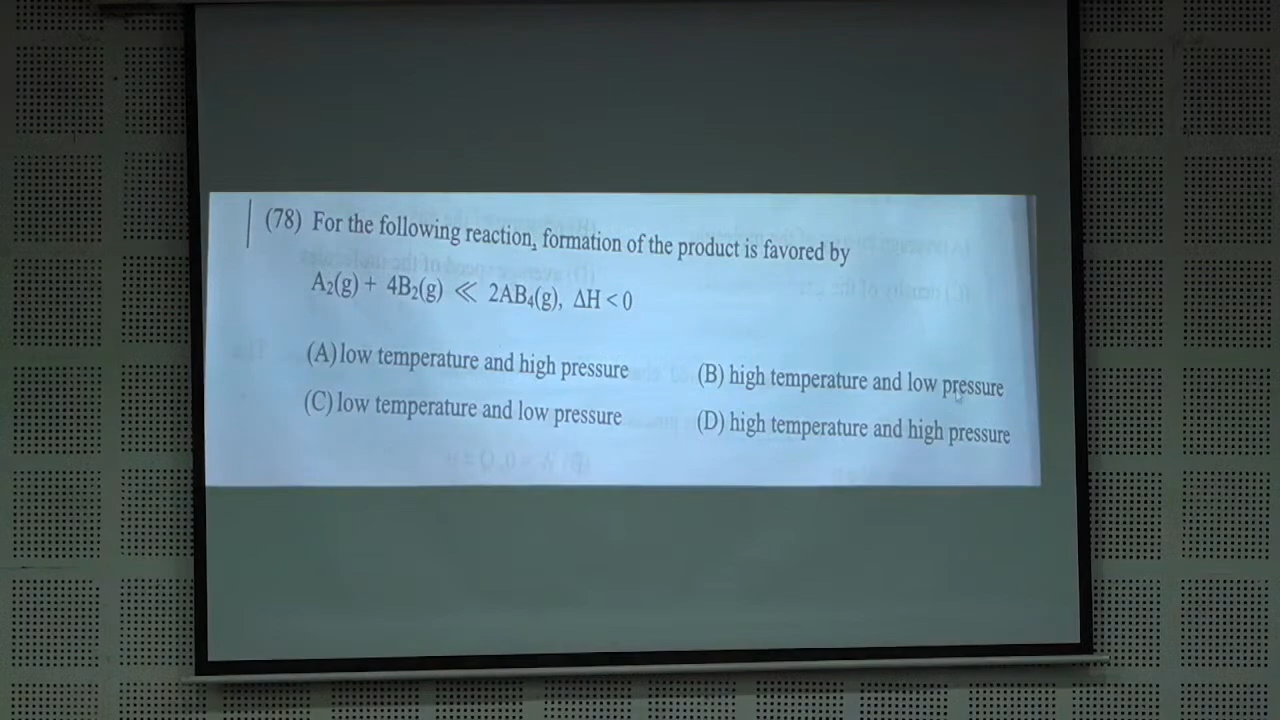 (78) For the following reaction, formation of the product is favored by
A₂(g) + 4B₂(g) ≪ 2AB₄(g), ΔH < 0
(A) low temperature and high pressure (B) high temperature and low pressure
(C) low temperature and low pressure (D) high temperature and high pressure